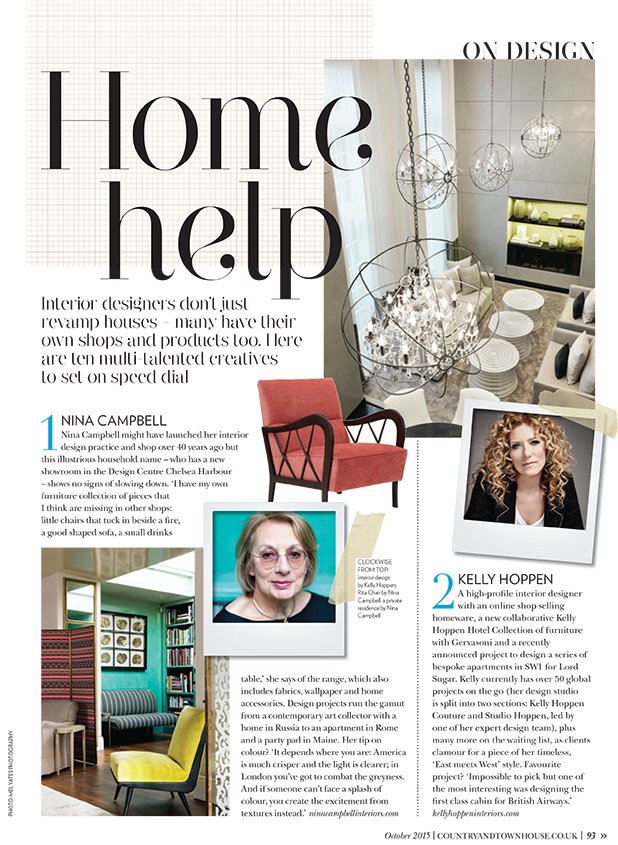 ON DESIGN
Home
help
Interior designers don't just
revamp houses – many have their
own shops and products too. Here
are ten multi-talented creatives
to set on speed dial
1 NINA CAMPBELL
Nina Campbell might have launched her interior
design practice and shop over 40 years ago but
this illustrious household name – who has a new
showroom in the Design Centre Chelsea Harbour
– shows no signs of slowing down. 'I have my own
furniture collection of pieces that
I think are missing in other shops:
little chairs that tuck in beside a fire,
a good shaped sofa, a small drinks
table,' she says of the range, which also
includes fabrics, wallpaper and home
accessories. Design projects run the gamut
from a contemporary art collector with a
home in Russia to an apartment in Rome
and a party pad in Maine. Her tip on
colour? 'It depends where you are: America
is much crisper and the light is clearer; in
London you've got to combat the greyness.
And if someone can't face a splash of
colour, you create the excitement from
textures instead.' ninacampbellinteriors.com
CLOCKWISE
FROM TOP:
interior design
by Kelly Hoppen;
Rita Chair by Nina
Campbell; a private
residence by Nina
Campbell
2 KELLY HOPPEN
A high-profile interior designer
with an online shop selling
homeware, a new collaborative Kelly
Hoppen Hotel Collection of furniture
with Gervasoni and a recently
announced project to design a series of
bespoke apartments in SW1 for Lord
Sugar. Kelly currently has over 50 global
projects on the go (her design studio
is split into two sections: Kelly Hoppen
Couture and Studio Hoppen, led by
one of her expert design team), plus
many more on the waiting list, as clients
clamour for a piece of her timeless,
'East meets West' style. Favourite
project? 'Impossible to pick but one of
the most interesting was designing the
first class cabin for British Airways.'
kellyhoppeninteriors.com
PHOTO: MEL YATES PHOTOGRAPHY
October 2015 | COUNTRYANDTOWNHOUSE.CO.UK | 93 »